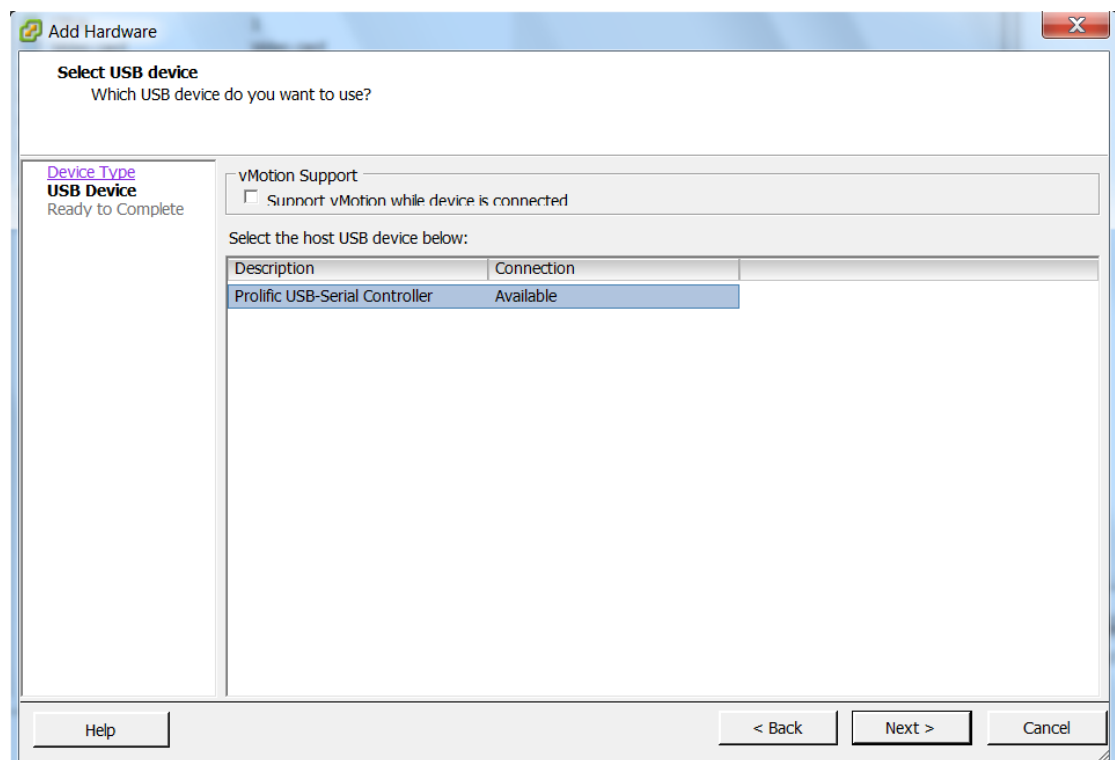 Add Hardware
X
Select USB device
Which USB device do you want to use?
Device Type
USB Device
Ready to Complete
vMotion Support
Support vMotion while device is connected
Select the host USB device below:
Description Connection
Prolific USB-Serial Controller Available
Help < Back Next > Cancel